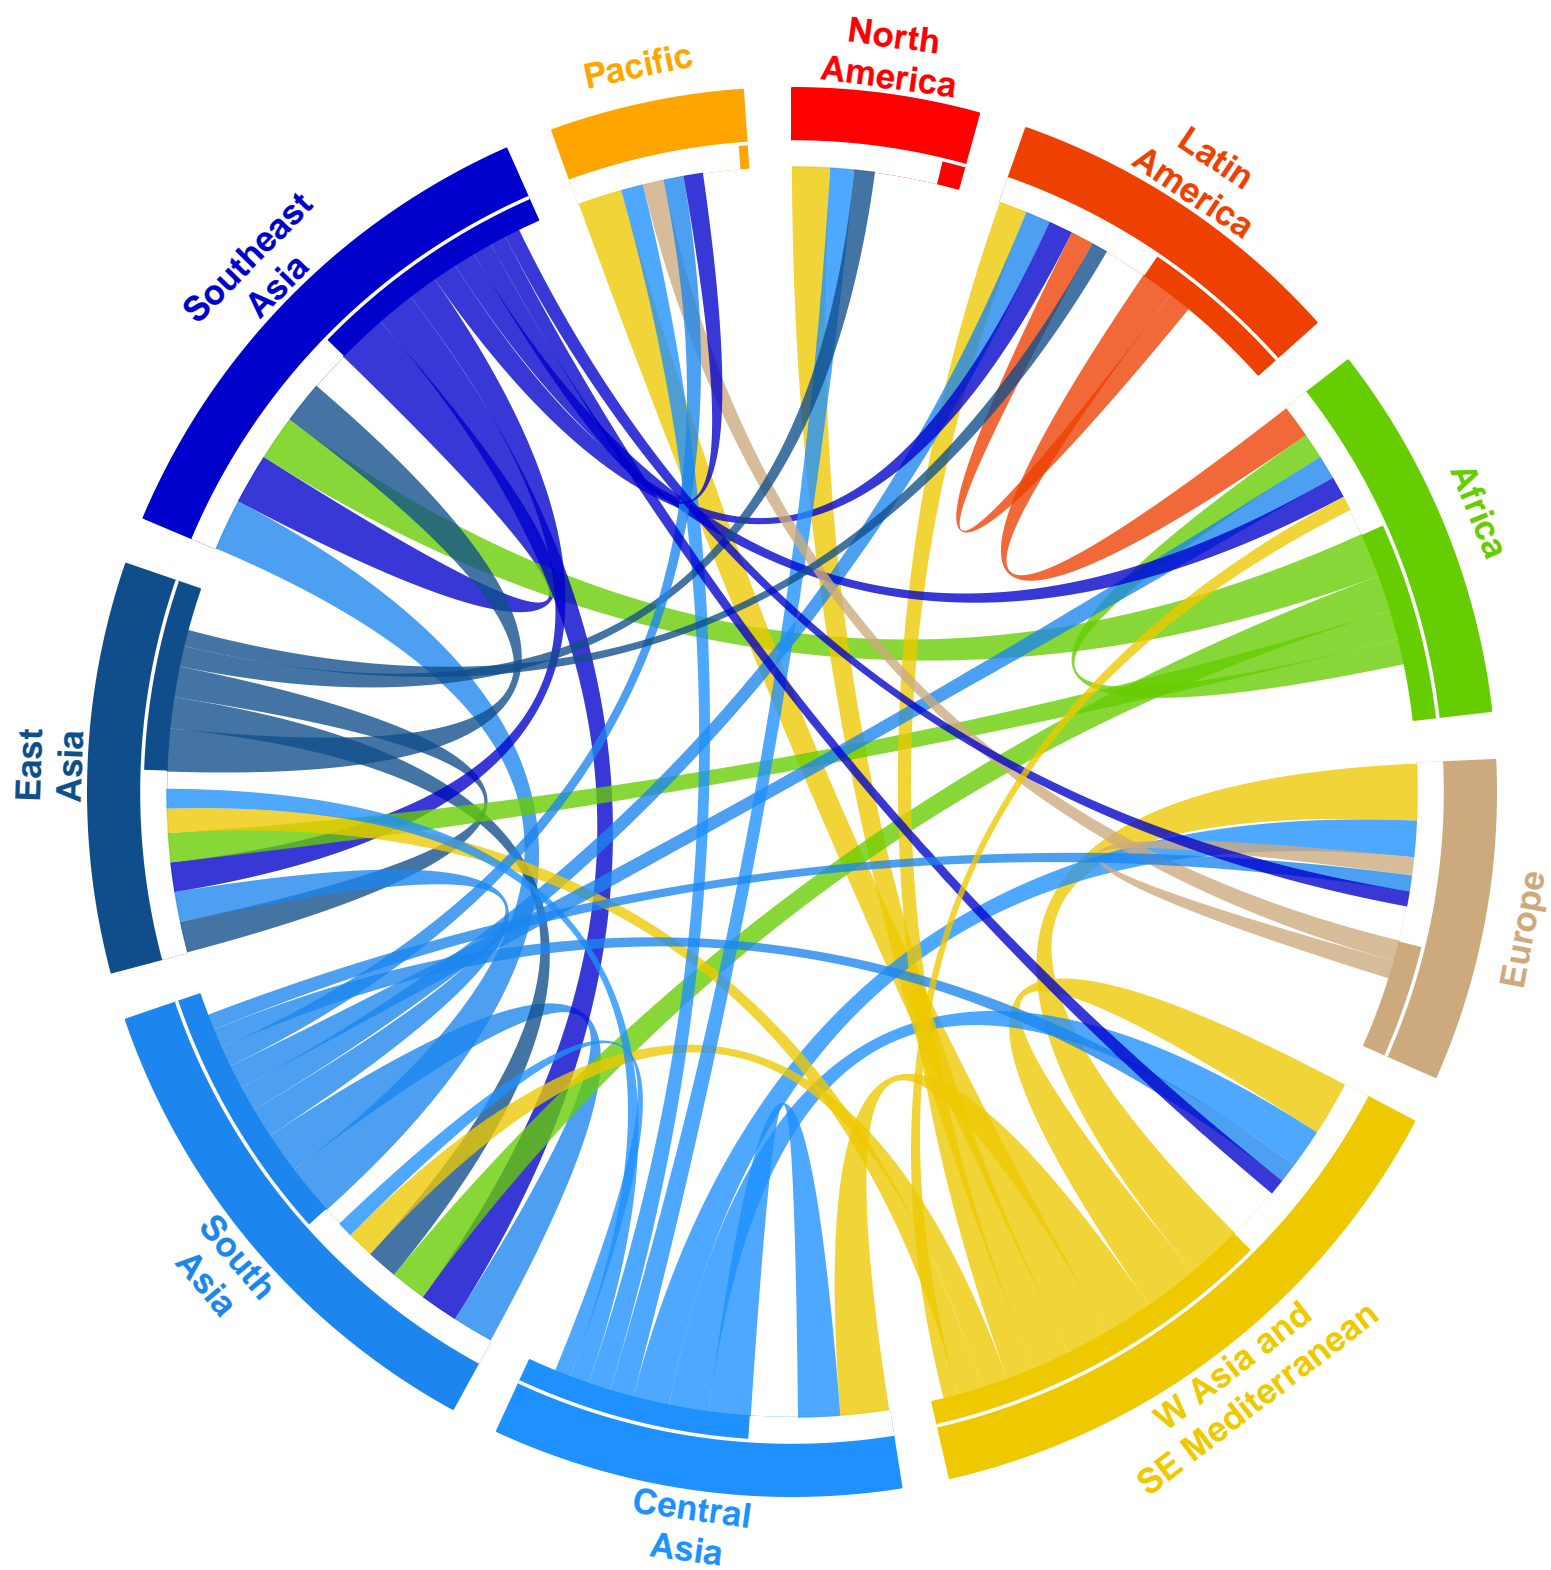 Pacific
North
America
Latin
America
Africa
Europe
W Asia and
SE Mediterranean
Central
Asia
South
Asia
East
Asia
Southeast
Asia